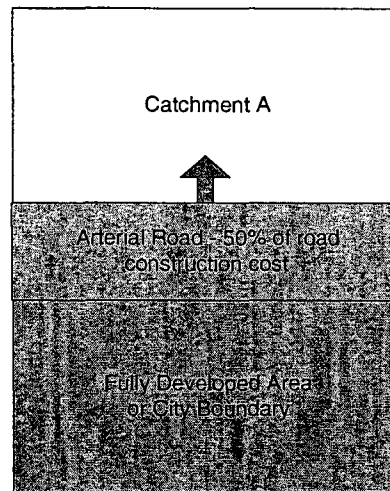 Catchment A
Arterial Road - 50% of road
construction cost
Fully Developed Area
or City Boundary